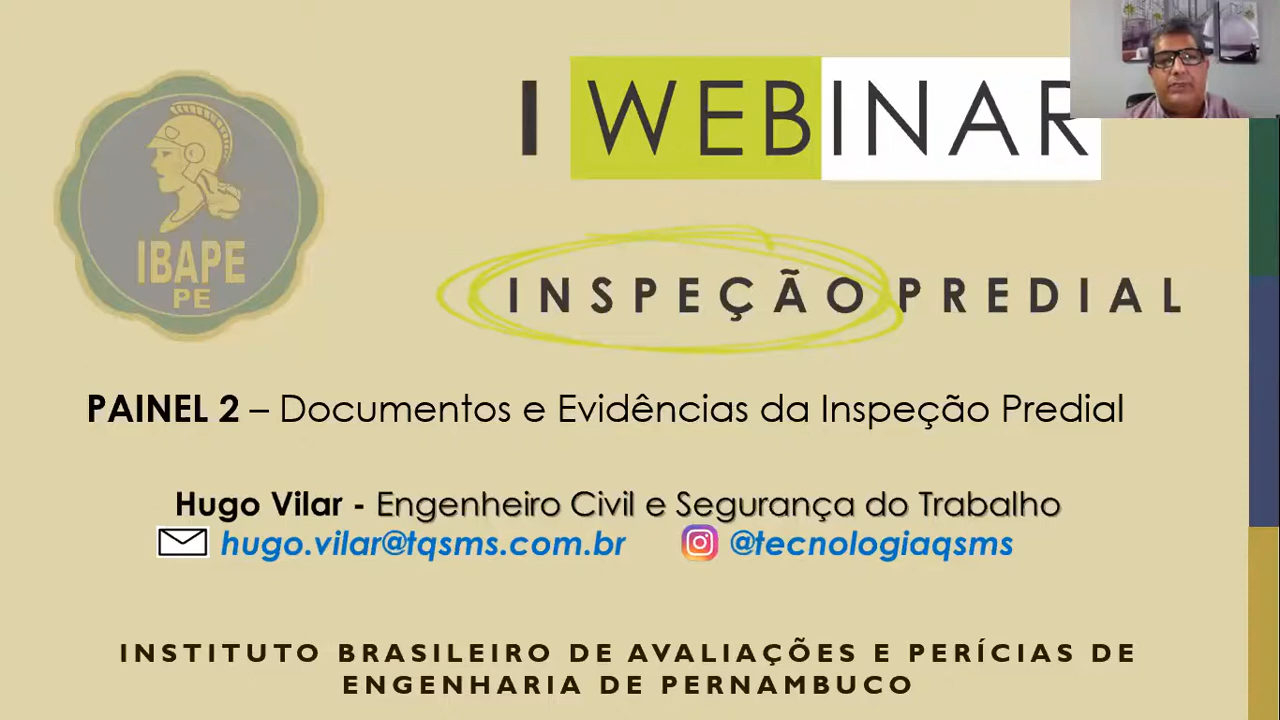 I WEBINAR
IBAPE
PE
INSPEÇÃO PREDIAL
PAINEL 2 – Documentos e Evidências da Inspeção Predial
Hugo Vilar - Engenheiro Civil e Segurança do Trabalho
hugo.vilar@tqsms.com.br @tecnologiaqsms
INSTITUTO BRASILEIRO DE AVALIAÇÕES E PERÍCIAS DE
ENGENHARIA DE PERNAMBUCO